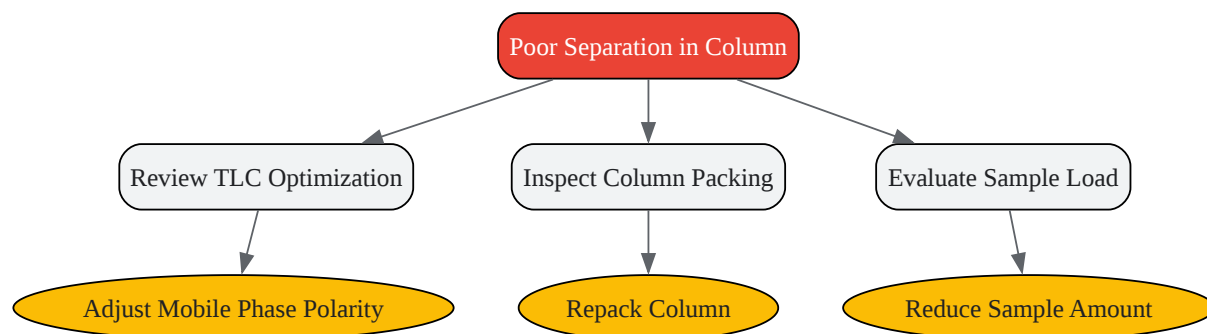 Poor Separation in Column
Review TLC Optimization
Inspect Column Packing
Evaluate Sample Load
Adjust Mobile Phase Polarity
Repack Column
Reduce Sample Amount